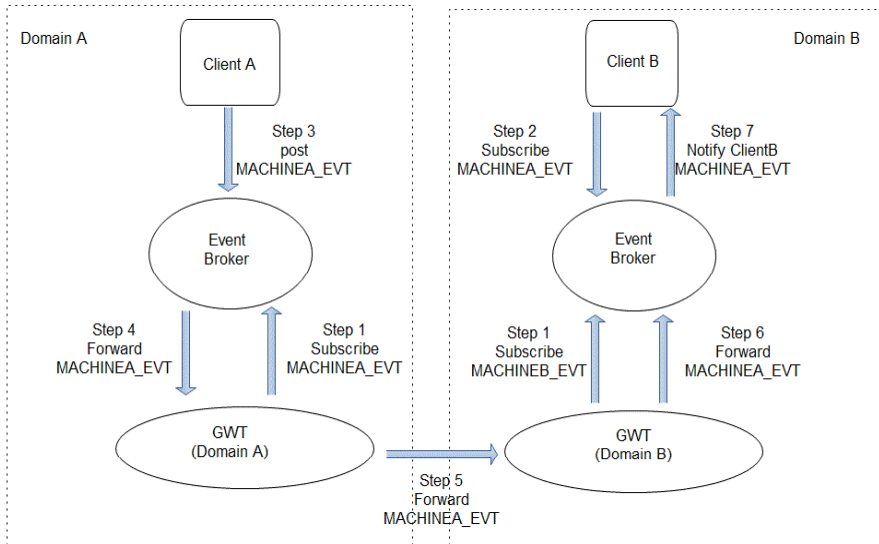 Domain A
Client A
Step 3
post
MACHINEA_EVT
Event
Broker
Step 4
Forward
MACHINEA_EVT
Step 1
Subscribe
MACHINEA_EVT
GWT
(Domain A)
Step 5
Forward
MACHINEA_EVT
Domain B
Client B
Step 2
Subscribe
MACHINEA_EVT
Step 7
Notify ClientB
MACHINEA_EVT
Event
Broker
Step 1
Subscribe
MACHINEB_EVT
Step 6
Forward
MACHINEA_EVT
GWT
(Domain B)